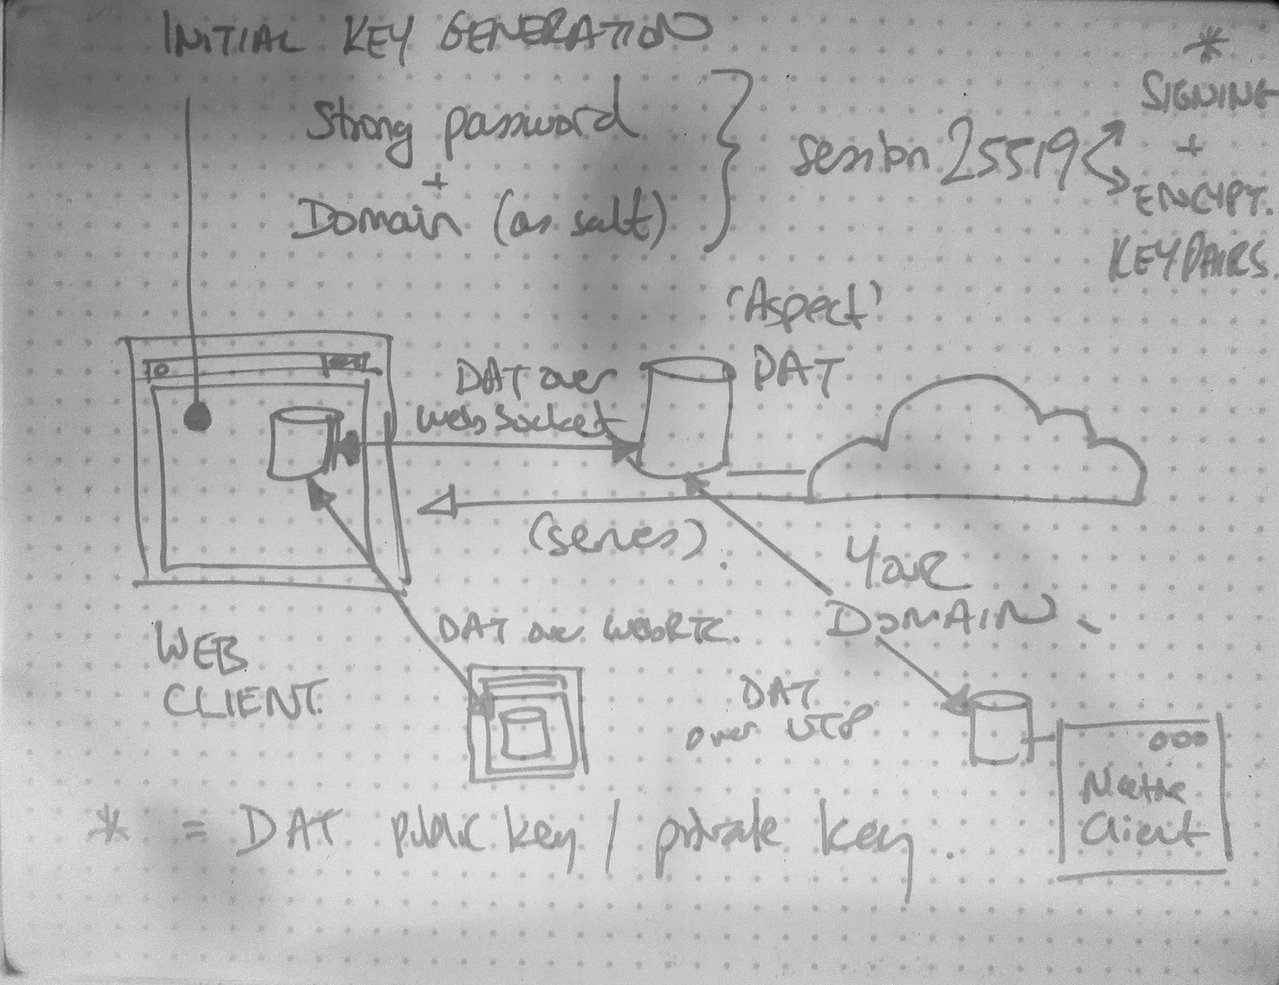 INITIAL KEY GENERATION
Strong password
+
Domain (as salt)
session 25519
*
SIGNING
+
ENCYPT.
KEYPAIRS
'Aspect'
DAT
DAT over
WebSocket
(serves)
YOUR
DOMAIN
WEB
CLIENT.
DAT over WebRTC.
DAT
over UTP
Native
Client
* = DAT public key / private key.